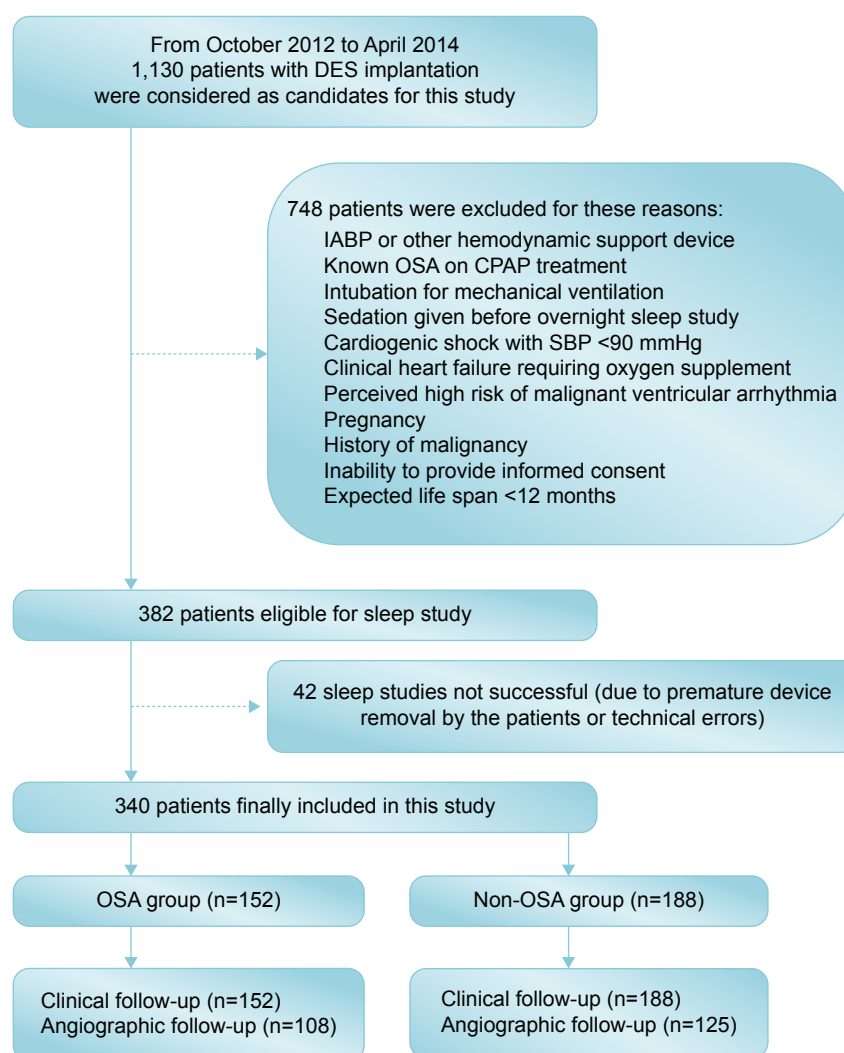 From October 2012 to April 2014
1,130 patients with DES implantation
were considered as candidates for this study
748 patients were excluded for these reasons:
IABP or other hemodynamic support device
Known OSA on CPAP treatment
Intubation for mechanical ventilation
Sedation given before overnight sleep study
Cardiogenic shock with SBP <90 mmHg
Clinical heart failure requiring oxygen supplement
Perceived high risk of malignant ventricular arrhythmia
Pregnancy
History of malignancy
Inability to provide informed consent
Expected life span <12 months
382 patients eligible for sleep study
42 sleep studies not successful (due to premature device
removal by the patients or technical errors)
340 patients finally included in this study
OSA group (n=152)
Non-OSA group (n=188)
Clinical follow-up (n=152)
Angiographic follow-up (n=108)
Clinical follow-up (n=188)
Angiographic follow-up (n=125)